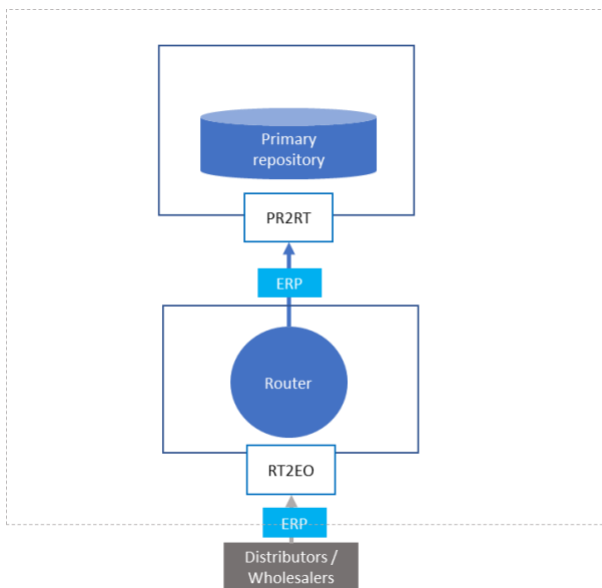 Primary
repository
PR2RT
ERP
Router
RT2EO
ERP
Distributors /
Wholesalers